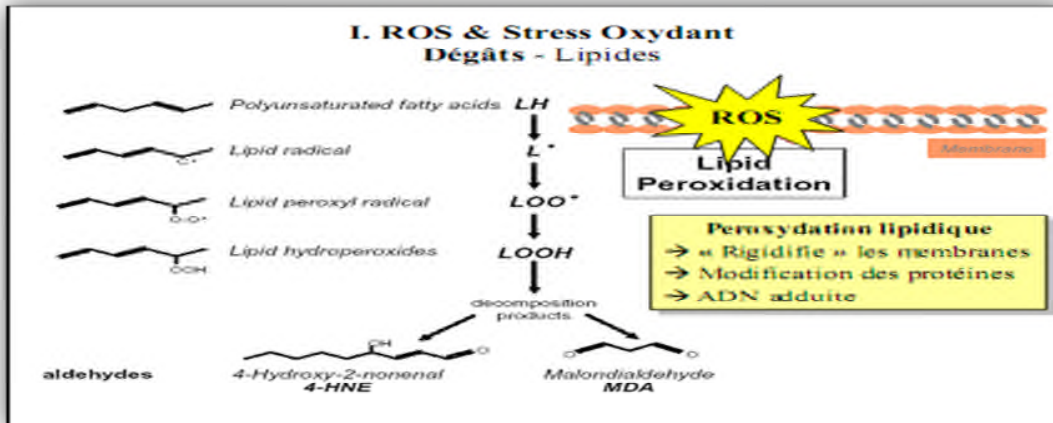 I. ROS & Stress Oxydant
Dégâts - Lipides
Polyunsaturated fatty acids LH
ROS
Membrane
Lipid radical L•
Lipid
Peroxidation
Lipid peroxyl radical LOO•
C•
O-O•
Peroxydation lipidique
→ « Rigidifie » les membranes
→ Modification des protéines
→ ADN adduite
Lipid hydroperoxides LOOH
OOH
decomposition
products
OH
O
O
O
aldehydes
4-Hydroxy-2-nonenal
4-HNE
Malondialdehyde
MDA